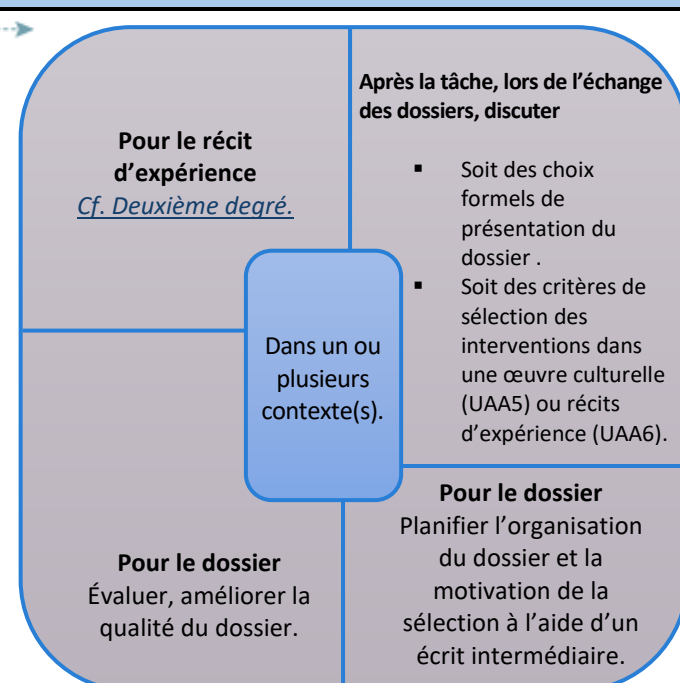 Pour le récit
d’expérience
Cf. Deuxième degré.
Après la tâche, lors de l’échange
des dossiers, discuter
▪ Soit des choix
formels de
présentation du
dossier .
▪ Soit des critères de
sélection des
interventions dans
une œuvre culturelle
(UAA5) ou récits
d’expérience (UAA6).
Dans un ou
plusieurs
contexte(s).
Pour le dossier
Évaluer, améliorer la
qualité du dossier.
Pour le dossier
Planifier l’organisation
du dossier et la
motivation de la
sélection à l’aide d’un
écrit intermédiaire.